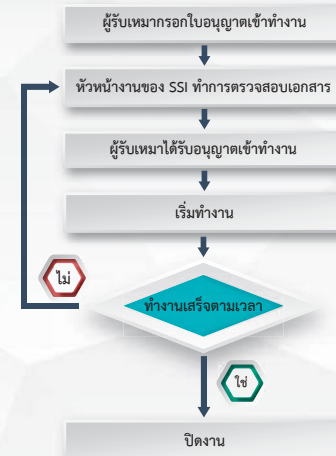 ผู้รับเหมากรอกใบอนุญาตเข้าทำงาน
หัวหน้างานของ SSI ทำการตรวจสอบเอกสาร
ผู้รับเหมาได้รับอนุญาตเข้าทำงาน
เริ่มทำงาน
ไม่
ทำงานเสร็จตามเวลา
ใช่
ปิดงาน